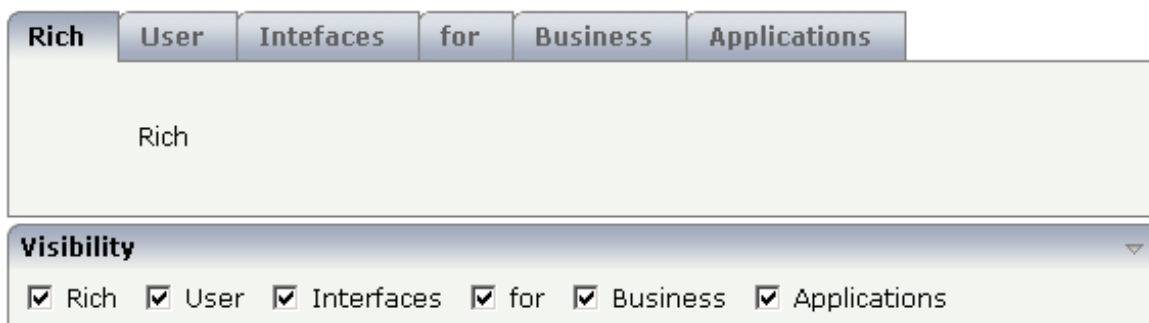 Rich User Intefaces for Business Applications
Rich
Visibility
Rich User Interfaces for Business Applications